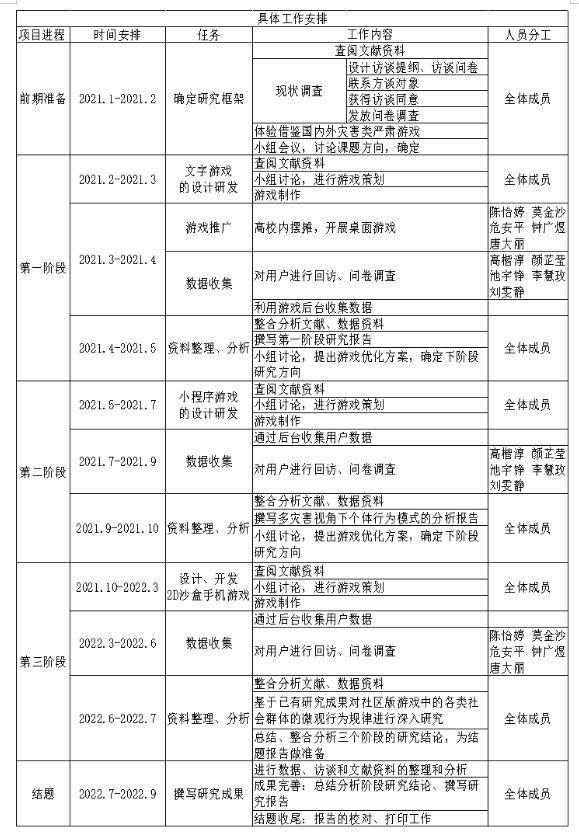 具体工作安排
项目进程 时间安排 任务 工作内容 人员分工
前期准备 2021.1-2021.2 确定研究框架
查阅文献资料
现状调查
设计访谈提纲、访谈问卷
联系方谈对象
获得访谈同意
发放问卷调查
体验借鉴国内外灾害类严肃游戏
小组会议，讨论课题方向，确定
全体成员
第一阶段
2021.2-2021.3
文字游戏
的设计研发
查阅文献资料
小组讨论，进行游戏策划
游戏制作
全体成员
2021.3-2021.4
游戏推广
高校内摆摊，开展桌面游戏
陈怡婷 莫金沙
危安平 钟广煜
唐大丽
数据收集
对用户进行回访、问卷调查
高楷淳 颜芷莹
池宇铮 李慧玫
刘雯静
利用游戏后台收集数据
2021.4-2021.5
资料整理、分析
整合分析文献、数据资料
撰写第一阶段研究报告
小组讨论，提出游戏优化方案，确定下阶段
研究方向
全体成员
第二阶段
2021.5-2021.7
小程序游戏
的设计研发
查阅文献资料
小组讨论，进行游戏策划
游戏制作
全体成员
2021.7-2021.9
数据收集
通过后台收集用户数据
对用户进行回访、问卷调查
高楷淳 颜芷莹
池宇铮 李慧玫
刘雯静
2021.9-2021.10
资料整理、分析
整合分析文献、数据资料
撰写多灾害视角下个体行为模式的分析报告
小组讨论，提出游戏优化方案，确定下阶段
研究方向
全体成员
第三阶段
2021.10-2022.3
设计、开发
2D沙盒手机游戏
查阅文献资料
小组讨论，进行游戏策划
游戏制作
全体成员
2022.3-2022.6
数据收集
通过后台收集用户数据
对用户进行回访、问卷调查
陈怡婷 莫金沙
危安平 钟广煜
唐大丽
2022.6-2022.7
资料整理、分析
整合分析文献、数据资料
基于已有研究成果对社区版游戏中的各类社
会群体的微观行为规律进行深入研究
总结、整合分析三个阶段的研究结论，为结
题报告做准备
全体成员
结题
2022.7-2022.9
撰写研究成果
进行数据、访谈和文献资料的整理和分析
成果完善：总结分析阶段研究结论、撰写研
究报告
结题收尾：报告的校对、打印工作
全体成员